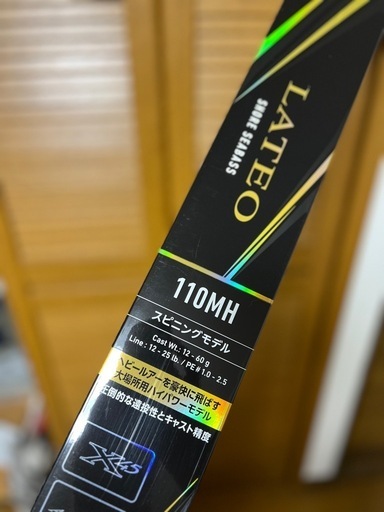 LATEO
SHORE SEABASS
110MH
スピニングモデル
Cast Wt.: 12 - 60 g
Line : 12 - 25 lb. / PE # 1.0 - 2.5
ヘビールアーを豪快に飛ばす
大場所用ハイパワーモデル
圧倒的な遠投性とキャスト精度
X45